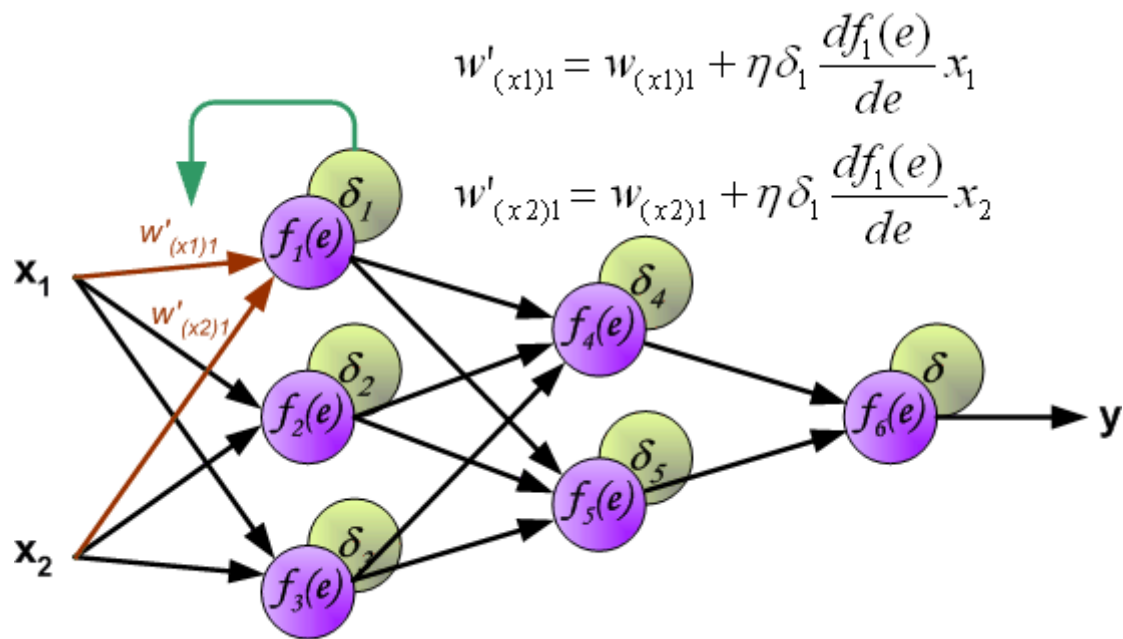 w'(x1)1 = w(x1)1 + η δ1 df1(e)/de x1
w'(x2)1 = w(x2)1 + η δ1 df1(e)/de x2
δ1
f1(e)
w'(x1)1
x1
w'(x2)1
δ4
f4(e)
δ2
f2(e)
δ
f6(e)
y
δ5
f5(e)
x2
δ3
f3(e)